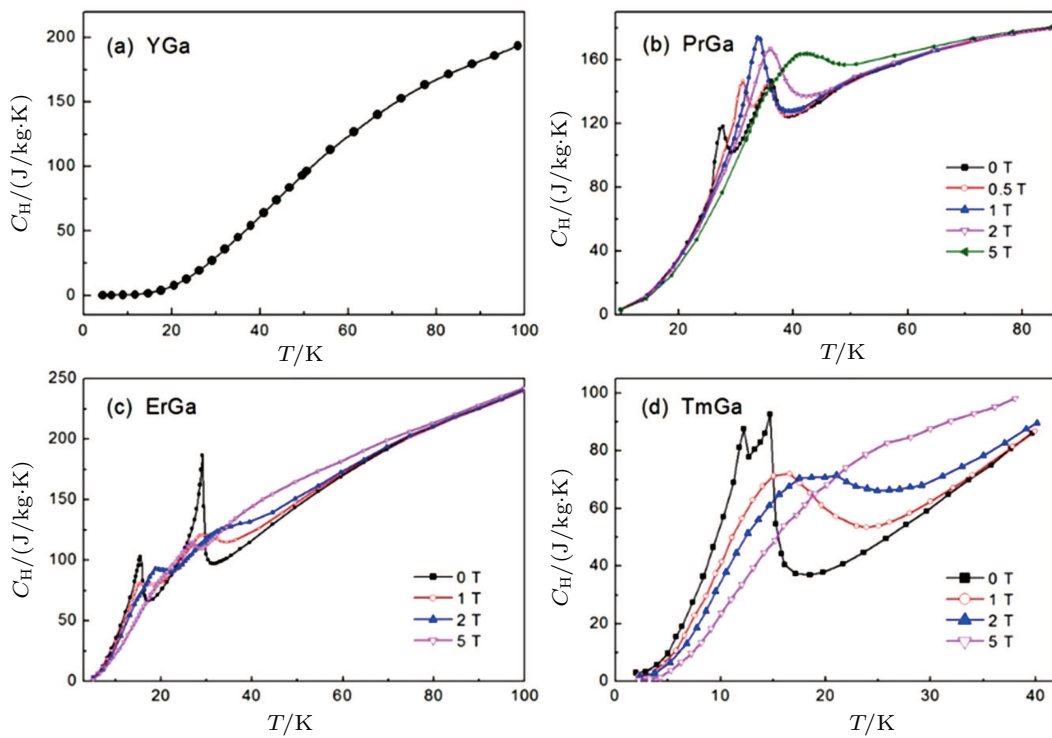 (a) YGa
C_H/(J/kg·K)
200
150
100
50
0
0 20 40 60 80 100
T/K
(b) PrGa
C_H/(J/kg·K)
160
120
80
40
0
20 40 60 80
T/K
0 T
0.5 T
1 T
2 T
5 T
(c) ErGa
C_H/(J/kg·K)
250
200
150
100
50
0
0 20 40 60 80 100
T/K
0 T
1 T
2 T
5 T
(d) TmGa
C_H/(J/kg·K)
100
80
60
40
20
0
0 10 20 30 40
T/K
0 T
1 T
2 T
5 T